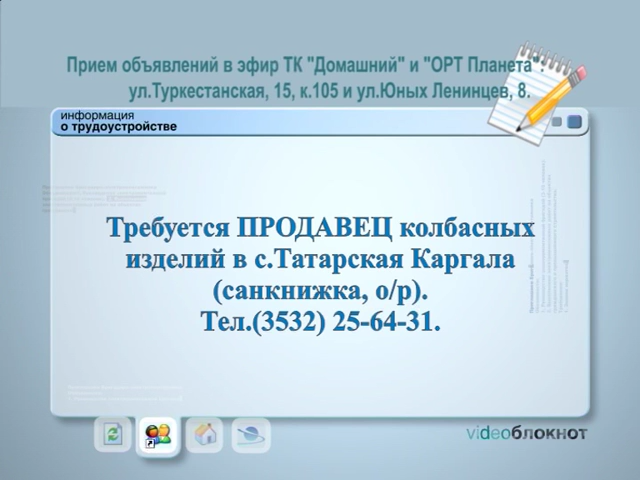 Прием объявлений в эфир ТК "Домашний" и "ОРТ Планета":
ул.Туркестанская, 15, к.105 и ул.Юных Ленинцев, 8.
информация
о трудоустройстве
Требуется ПРОДАВЕЦ колбасных
изделий в с.Татарская Каргала
(санкнижка, о/р).
Тел.(3532) 25-64-31.
videoблокнот